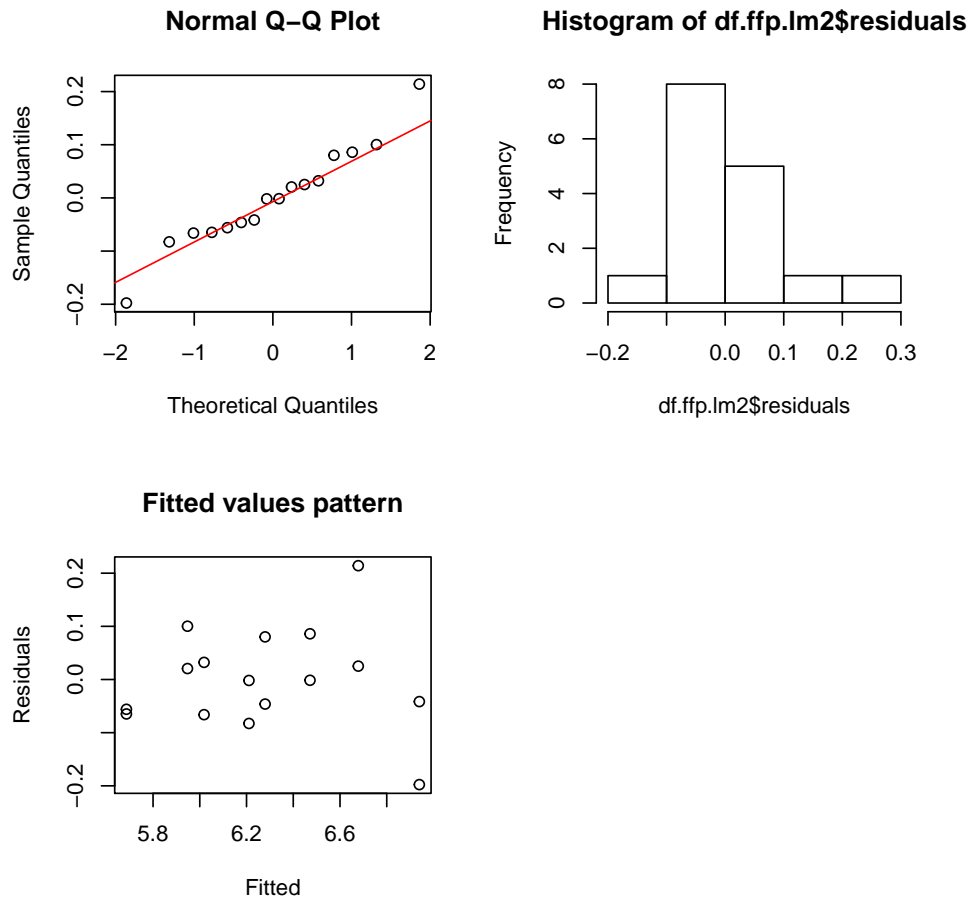 Normal Q−Q Plot
Sample Quantiles
0.2
0.1
0.0
−0.2
−2
−1
0
1
2
Theoretical Quantiles
Histogram of df.ffp.lm2$residuals
Frequency
8
6
4
2
0
−0.2
0.0
0.1
0.2
0.3
df.ffp.lm2$residuals
Fitted values pattern
Residuals
0.2
0.1
0.0
−0.2
5.8
6.2
6.6
Fitted